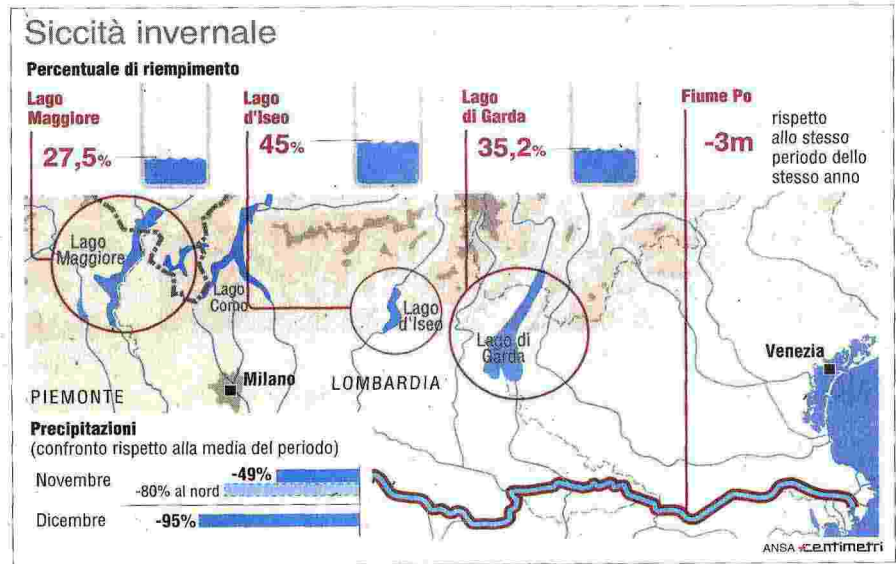 Siccità invernale
Percentuale di riempimento
Lago
Maggiore
27,5%
Lago
d'Iseo
45%
Lago
di Garda
35,2%
Fiume Po
-3m
rispetto
allo stesso
periodo dello
stesso anno
Lago
Maggiore
Lago
Como
Lago
d'Iseo
Lago di
Garda
Venezia
Milano
PIEMONTE
LOMBARDIA
Precipitazioni
(confronto rispetto alla media del periodo)
Novembre
-49%
-80% al nord
Dicembre
-95%
ANSA centimetri